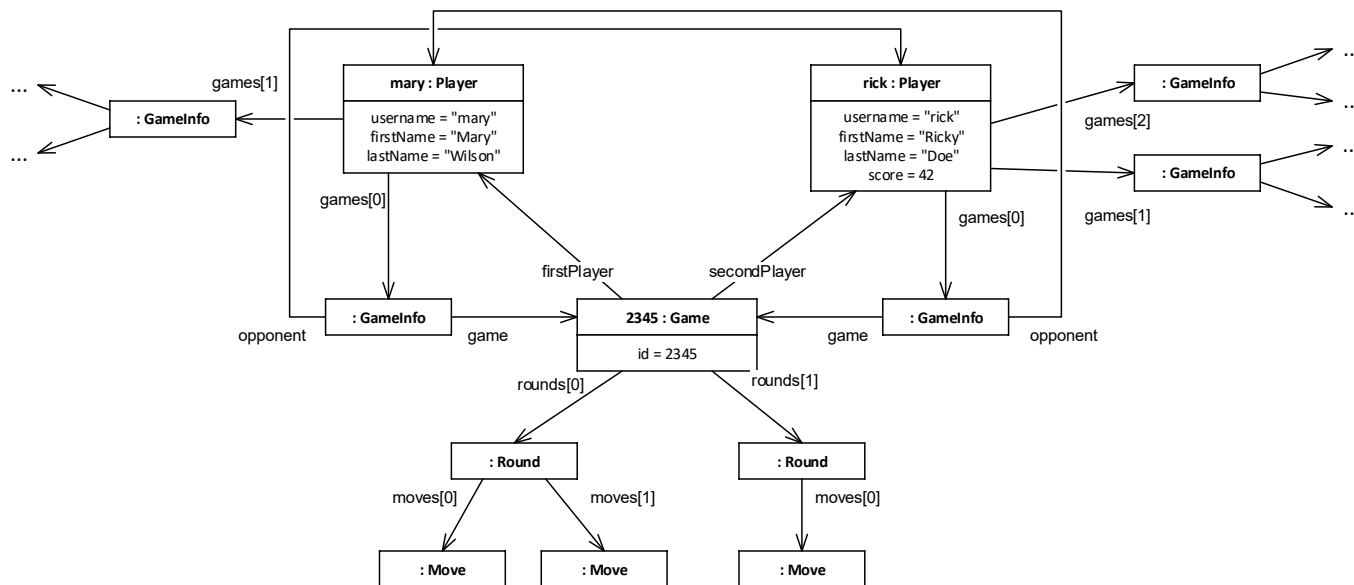 mary : Player
username = "mary"
firstName = "Mary"
lastName = "Wilson"
rick : Player
username = "rick"
firstName = "Ricky"
lastName = "Doe"
score = 42
...
...
games[1]
: GameInfo
: GameInfo
games[2]
..
..
: GameInfo
games[1]
..
..
games[0]
games[0]
firstPlayer
secondPlayer
opponent
: GameInfo
game
2345 : Game
id = 2345
game
: GameInfo
opponent
rounds[0]
rounds[1]
: Round
: Round
moves[0]
moves[1]
moves[0]
: Move
: Move
: Move